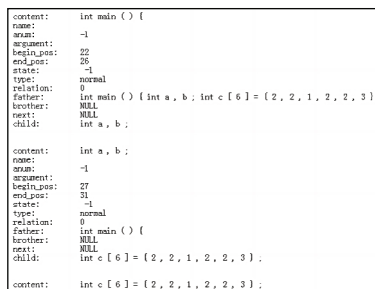 content: int main ( ) {
name:
anum: -1
argument:
begin_pos: 22
end_pos: 26
state: -1
type: normal
relation: 0
father: int main ( ) { int a , b ; int c [ 6 ] = { 2 , 2 , 1 , 2 , 2 , 3 }
brother: NULL
next: NULL
child: int a , b ;
content: int a , b ;
name:
anum: -1
argument:
begin_pos: 27
end_pos: 31
state: -1
type: normal
relation: 0
father: int main ( ) {
brother: NULL
next: NULL
child: int c [ 6 ] = { 2 , 2 , 1 , 2 , 2 , 3 } ;
content: int c [ 6 ] = { 2 , 2 , 1 , 2 , 2 , 3 } ;